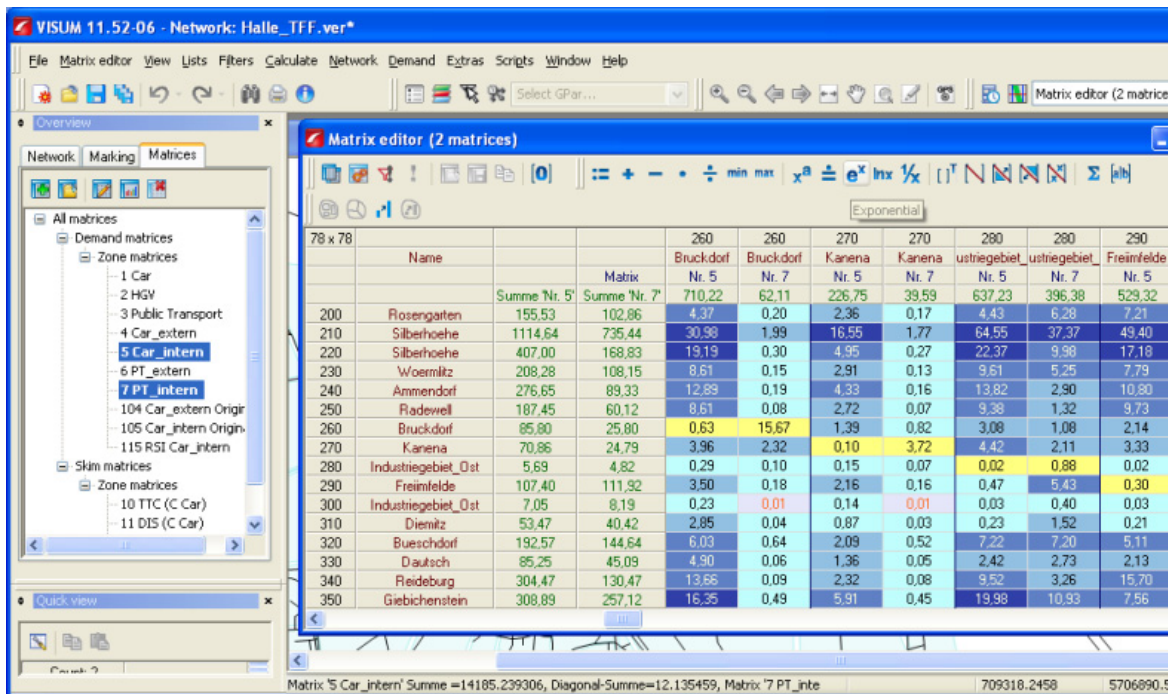 VISUM 11.52-06 - Network: Halle_TFF.ver*
File Matrix editor View Lists Filters Calculate Network Demand Extras Scripts Window Help
Select GPar... Matrix editor (2 matrice
Overview
Network Marking Matrices
All matrices
Demand matrices
Zone matrices
1 Car
2 HGV
3 Public Transport
4 Car_extern
5 Car_intern
6 PT_extern
7 PT_intern
104 Car_extern Origir
105 Car_intern Origin
115 RSI Car_intern
Skim matrices
Zone matrices
10 TTC (C Car)
11 DIS (C Car)
Quick view
Count: 2
Matrix editor (2 matrices)
:= + − • ÷ min max xª ≐ eˣ lnx ¹⁄ₓ [ ]ᵀ Σ [a|b]
[0]
Exponential
78 x 78 260 260 270 270 280 280 290
Name Bruckdorf Bruckdorf Kanena Kanena ustriegebiet_ ustriegebiet_ Freiimfelde
Matrix Nr. 5 Nr. 7 Nr. 5 Nr. 7 Nr. 5 Nr. 7 Nr. 5
Summe 'Nr. 5' Summe 'Nr. 7' 710,22 62,11 226,75 39,59 637,23 396,38 529,32
200 Rosengarten 155,53 102,86 4,37 0,20 2,36 0,17 4,43 6,28 7,21
210 Silberhoehe 1114,64 735,44 30,98 1,99 16,55 1,77 64,55 37,37 49,40
220 Silberhoehe 407,00 168,83 19,19 0,30 4,95 0,27 22,37 9,98 17,18
230 Woermlitz 208,28 108,15 8,61 0,15 2,91 0,13 9,61 5,25 7,79
240 Ammendorf 276,65 89,33 12,89 0,19 4,33 0,16 13,82 2,90 10,80
250 Radewell 187,45 60,12 8,61 0,08 2,72 0,07 9,38 1,32 9,73
260 Bruckdorf 85,80 25,80 0,63 15,67 1,39 0,82 3,08 1,08 2,14
270 Kanena 70,86 24,79 3,96 2,32 0,10 3,72 4,42 2,11 3,33
280 Industriegebiet_Ost 5,69 4,82 0,29 0,10 0,15 0,07 0,02 0,88 0,02
290 Freiimfelde 107,40 111,92 3,50 0,18 2,16 0,16 0,47 5,43 0,30
300 Industriegebiet_Ost 7,05 8,19 0,23 0,01 0,14 0,01 0,03 0,40 0,03
310 Diemitz 53,47 40,42 2,85 0,04 0,87 0,03 0,23 1,52 0,21
320 Bueschdorf 192,57 144,64 6,03 0,64 2,09 0,52 7,22 7,20 5,11
330 Dautsch 85,25 45,09 4,90 0,06 1,36 0,05 2,42 2,73 2,13
340 Reideburg 304,47 130,47 13,66 0,09 2,32 0,08 9,52 3,26 15,70
350 Giebichenstein 308,89 257,12 16,35 0,49 5,91 0,45 19,98 10,93 7,56
Matrix '5 Car_intern' Summe =14185.239306, Diagonal-Summe=12.135459, Matrix '7 PT_inte 709318.2458 5706890.5